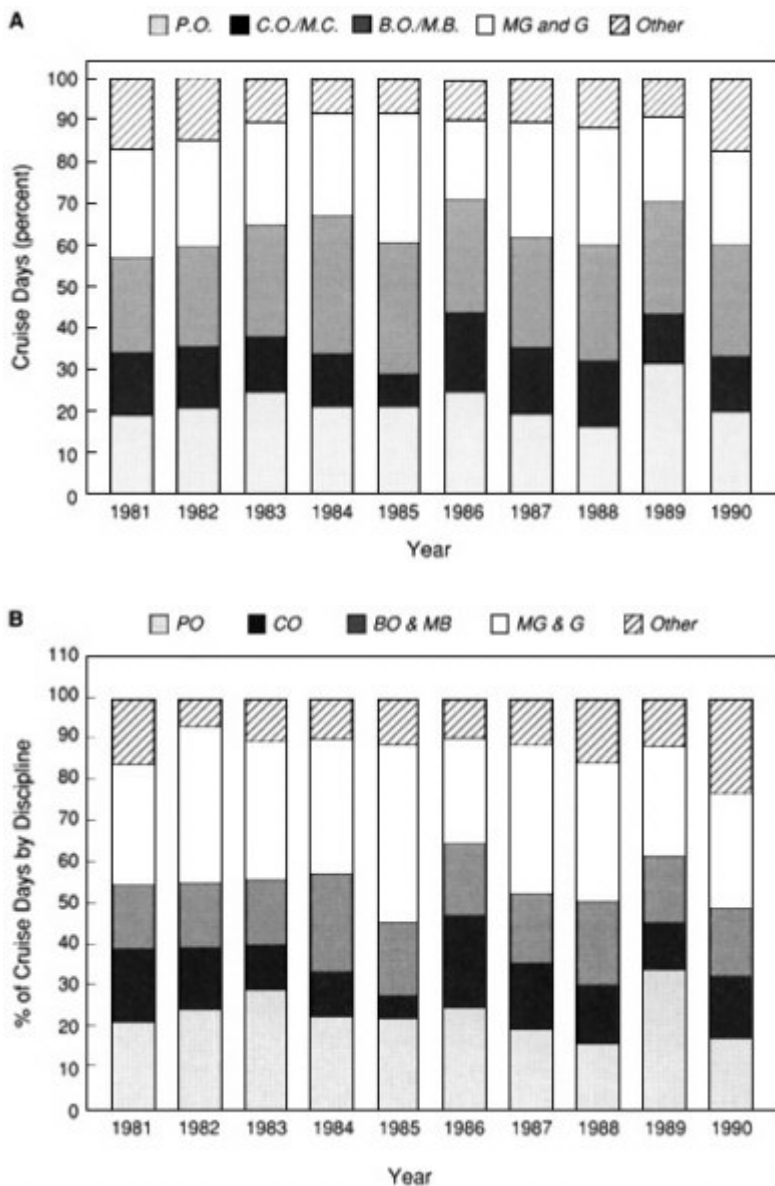 A
P.O. C.O./M.C. B.O./M.B. MG and G Other
Cruise Days (percent)
100
90
80
70
60
50
40
30
20
10
0
1981 1982 1983 1984 1985 1986 1987 1988 1989 1990
Year
B
PO CO BO & MB MG & G Other
% of Cruise Days by Discipline
110
100
90
80
70
60
50
40
30
20
10
0
1981 1982 1983 1984 1985 1986 1987 1988 1989 1990
Year